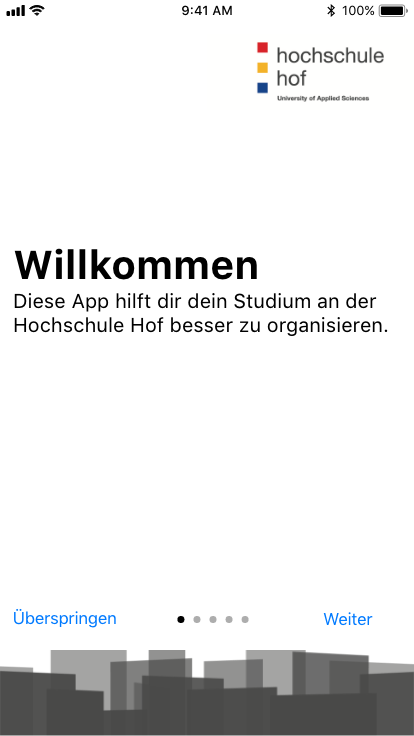 9:41 AM
100%
hochschule
hof
University of Applied Sciences
Willkommen
Diese App hilft dir dein Studium an der
Hochschule Hof besser zu organisieren.
Überspringen
Weiter